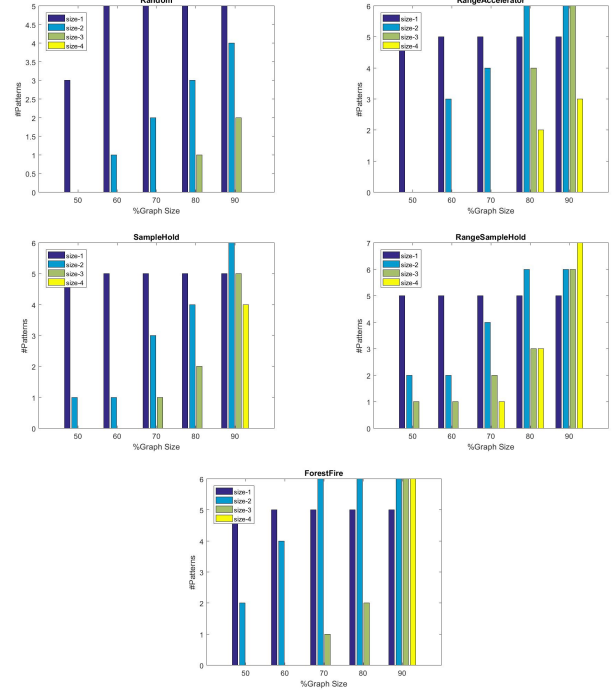 Random
5
4.5
4
3.5
3
2.5
2
1.5
1
0.5
0
#Patterns
size-1
size-2
size-3
size-4
50 60 70 80 90
%Graph Size
RangeAccelerator
6
5
4
3
2
1
0
#Patterns
size-1
size-2
size-3
size-4
50 60 70 80 90
%Graph Size
SampleHold
6
5
4
3
2
1
0
#Patterns
size-1
size-2
size-3
size-4
50 60 70 80 90
%Graph Size
RangeSampleHold
7
6
5
4
3
2
1
0
#Patterns
size-1
size-2
size-3
size-4
50 60 70 80 90
%Graph Size
ForestFire
6
5
4
3
2
1
0
#Patterns
size-1
size-2
size-3
size-4
50 60 70 80 90
%Graph Size